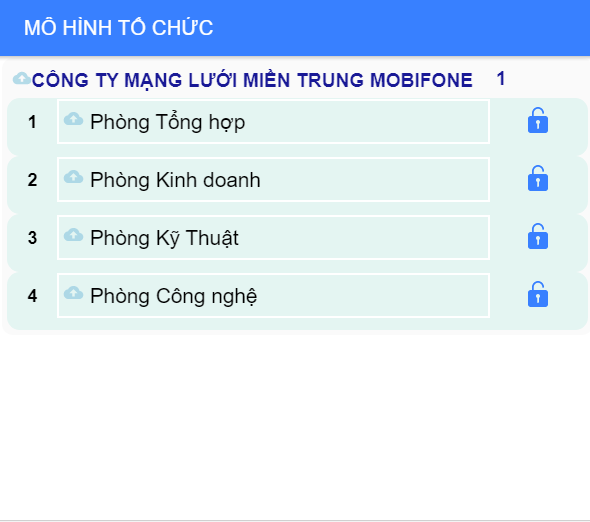 MÔ HÌNH TỔ CHỨC
CÔNG TY MẠNG LƯỚI MIỀN TRUNG MOBIFONE 1
1 Phòng Tổng hợp
2 Phòng Kinh doanh
3 Phòng Kỹ Thuật
4 Phòng Công nghệ